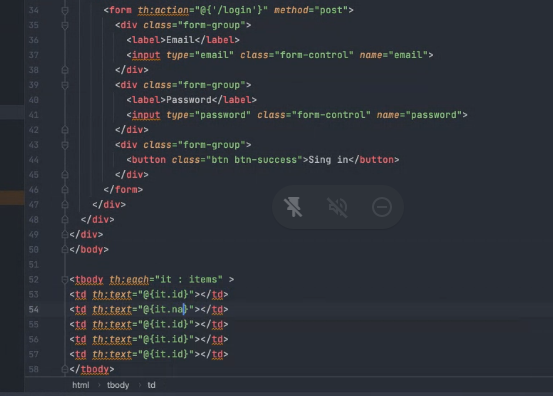 34 <form th:action="@{'/login'}" method="post">
35 <div class="form-group">
36 <label>Email</label>
37 <input type="email" class="form-control" name="email">
38 </div>
39 <div class="form-group">
40 <label>Password</label>
41 <input type="password" class="form-control" name="password">
42 </div>
43 <div class="form-group">
44 <button class="btn btn-success">Sing in</button>
45 </div>
46 </form>
47 </div>
48 </div>
49 </div>
50 </body>
51
52 <tbody th:each="it : items" >
53 <td th:text="@{it.id}"></td>
54 <td th:text="@{it.na}"></td>
55 <td th:text="@{it.id}"></td>
56 <td th:text="@{it.id}"></td>
57 <td th:text="@{it.id}"></td>
58 </tbody>
html › tbody › td